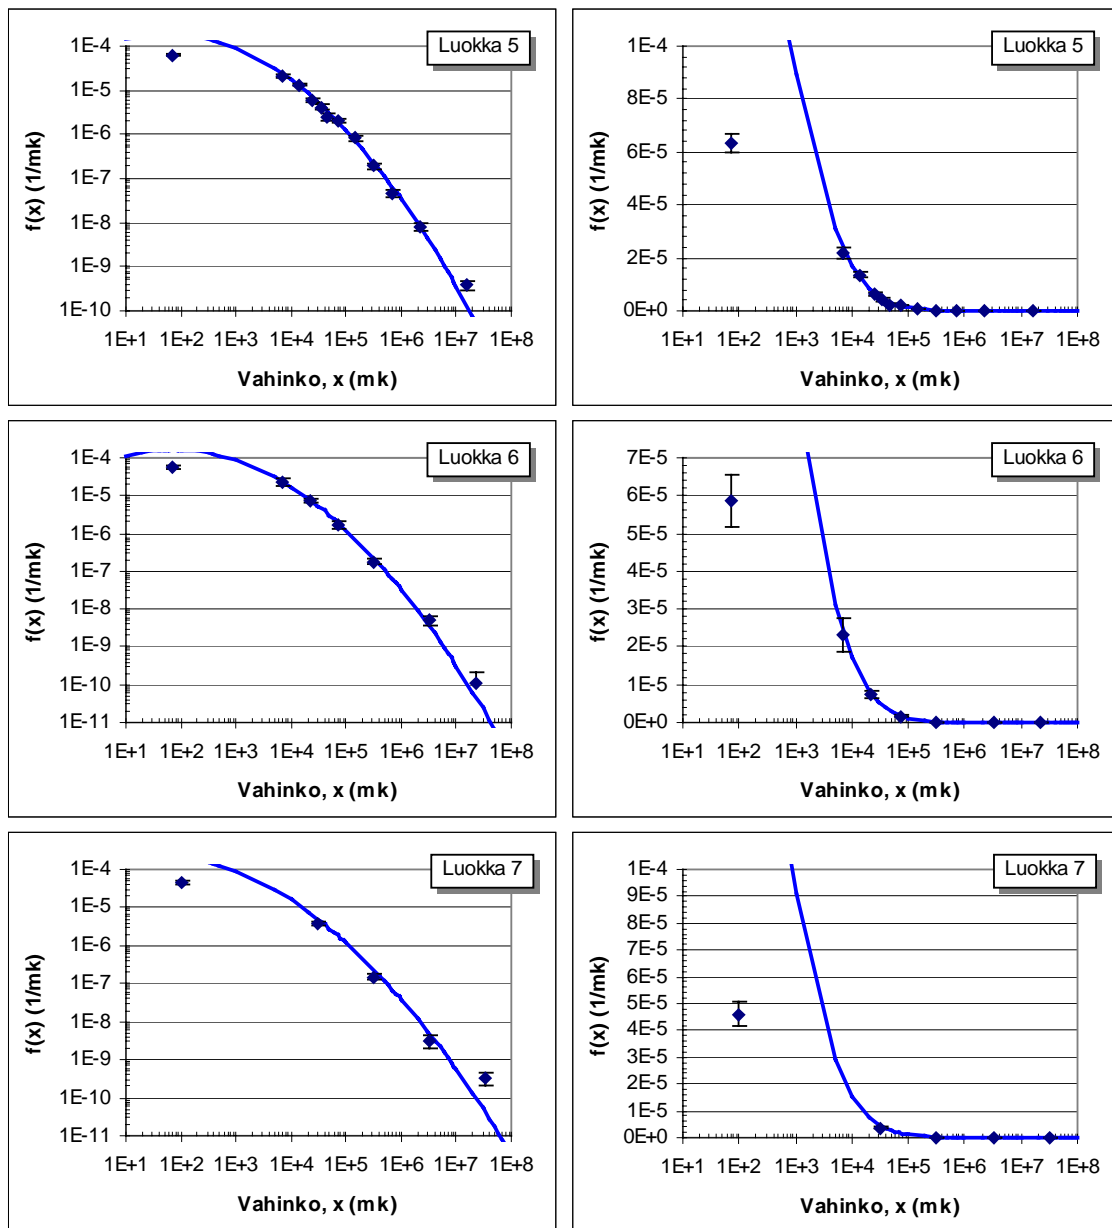 Luokka 5
f(x) (1/mk)
1E-4
1E-5
1E-6
1E-7
1E-8
1E-9
1E-10
1E+1 1E+2 1E+3 1E+4 1E+5 1E+6 1E+7 1E+8
Vahinko, x (mk)
Luokka 5
f(x) (1/mk)
1E-4
8E-5
6E-5
4E-5
2E-5
0E+0
1E+1 1E+2 1E+3 1E+4 1E+5 1E+6 1E+7 1E+8
Vahinko, x (mk)
Luokka 6
f(x) (1/mk)
1E-4
1E-5
1E-6
1E-7
1E-8
1E-9
1E-10
1E-11
1E+1 1E+2 1E+3 1E+4 1E+5 1E+6 1E+7 1E+8
Vahinko, x (mk)
Luokka 6
f(x) (1/mk)
7E-5
6E-5
5E-5
4E-5
3E-5
2E-5
1E-5
0E+0
1E+1 1E+2 1E+3 1E+4 1E+5 1E+6 1E+7 1E+8
Vahinko, x (mk)
Luokka 7
f(x) (1/mk)
1E-4
1E-5
1E-6
1E-7
1E-8
1E-9
1E-10
1E-11
1E+1 1E+2 1E+3 1E+4 1E+5 1E+6 1E+7 1E+8
Vahinko, x (mk)
Luokka 7
f(x) (1/mk)
1E-4
9E-5
8E-5
7E-5
6E-5
5E-5
4E-5
3E-5
2E-5
1E-5
0E+0
1E+1 1E+2 1E+3 1E+4 1E+5 1E+6 1E+7 1E+8
Vahinko, x (mk)